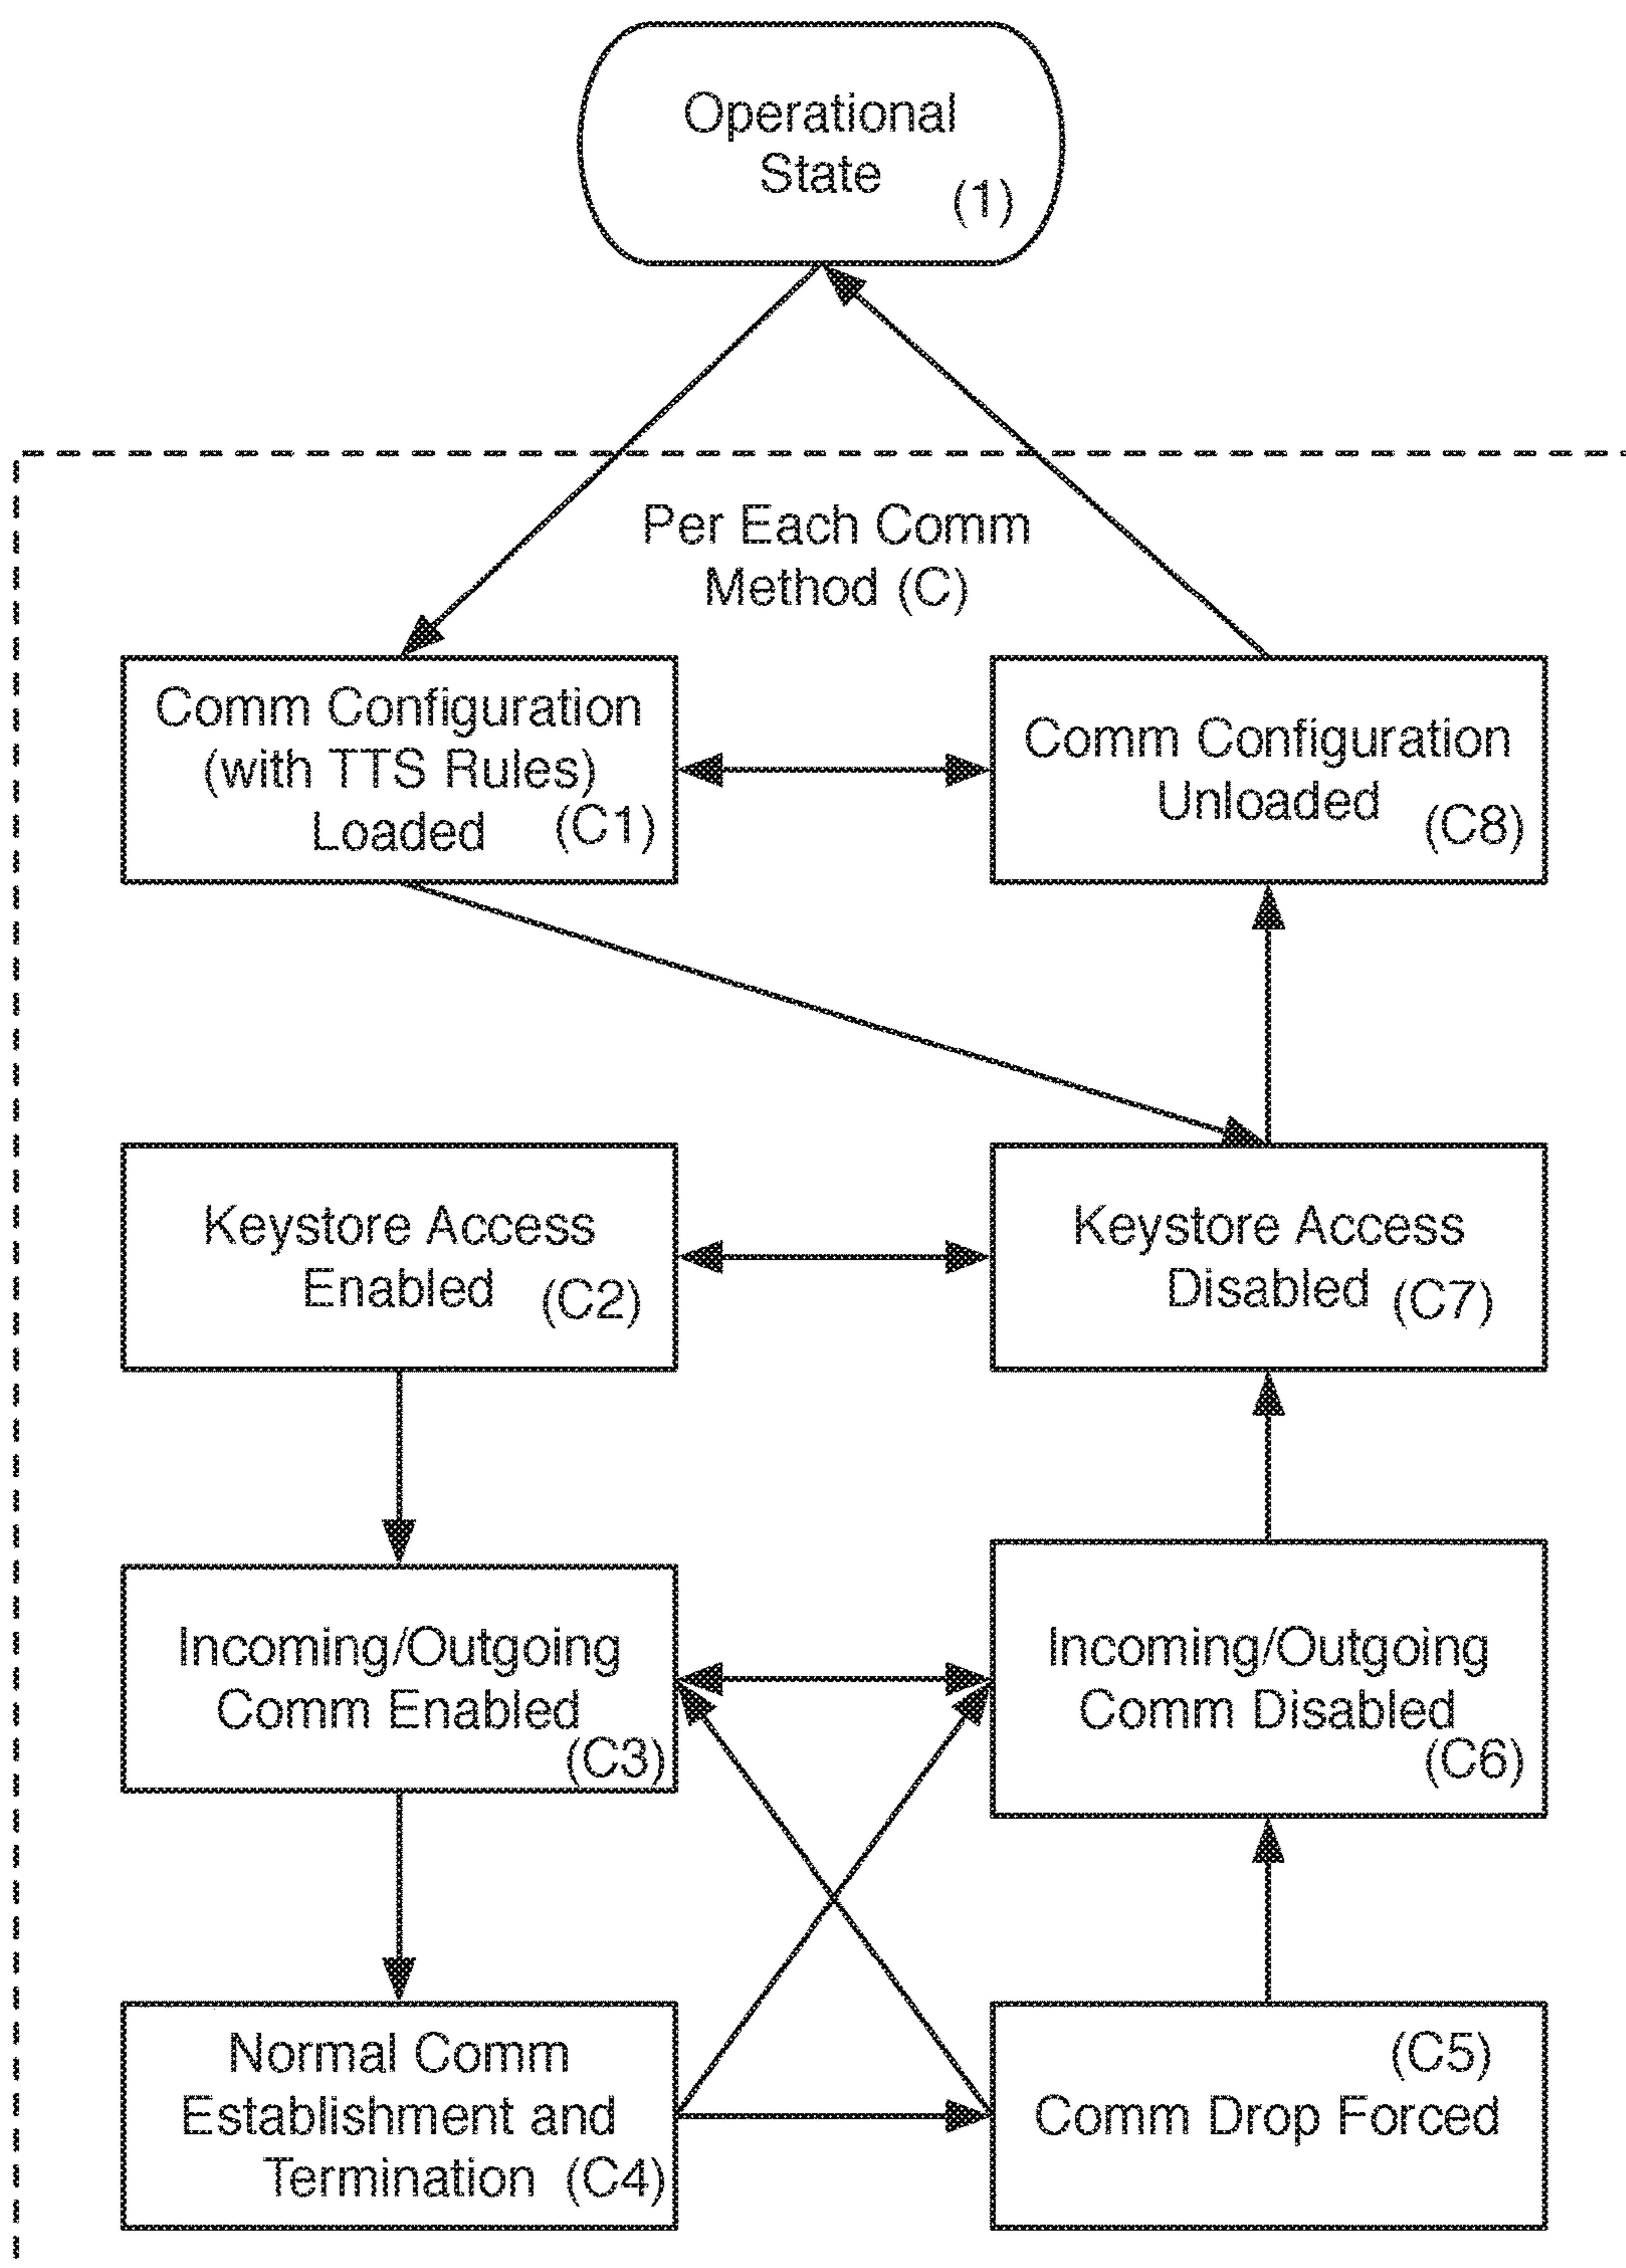 Operational
State
(1)
Per Each Comm
Method (C)
Comm Configuration
(with TTS Rules)
Loaded (C1)
Comm Configuration
Unloaded
(C8)
Keystore Access
Enabled (C2)
Keystore Access
Disabled (C7)
Incoming/Outgoing
Comm Enabled
(C3)
Incoming/Outgoing
Comm Disabled
(C6)
Normal Comm
Establishment and
Termination (C4)
(C5)
Comm Drop Forced